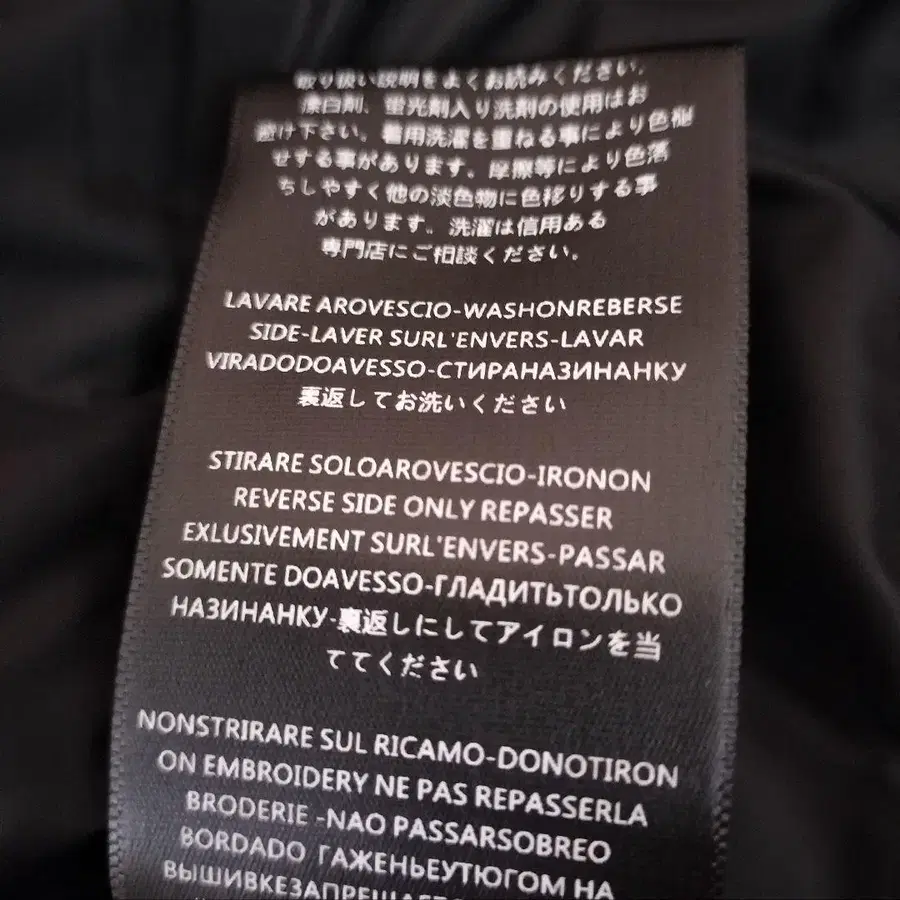 取り扱い説明をよくお読みください。
漂白剤、蛍光剤入り洗剤の使用はお
避け下さい。着用洗濯を重ねる事により色褪
せする事があります。摩擦等により色落
ちしやすく他の淡色物に色移りする事
があります。洗濯は信用ある
専門店にご相談ください。
LAVARE AROVESCIO-WASHONREBERSE
SIDE-LAVER SURL'ENVERS-LAVAR
VIRADODOAVESSO-СТИРАНАЗИНАНКУ
裏返してお洗いください
STIRARE SOLOAROVESCIO-IRONON
REVERSE SIDE ONLY REPASSER
EXLUSIVEMENT SURL'ENVERS-PASSAR
SOMENTE DOAVESSO-ГЛАДИТЬТОЛЬКО
НАЗИНАНКУ-裏返しにしてアイロンを当
ててください
NONSTRIRARE SUL RICAMO-DONOTIRON
ON EMBROIDERY NE PAS REPASSERLA
BRODERIE -NAO PASSARSOBREO
BORDADO ГАЖЕНЬЕУТЮГОМ НА
ВЫШИВКЕЗАПРЕЩАЕТС